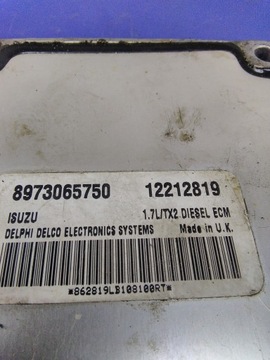 8973065750 12212819
ISUZU 1.7L/TX2 DIESEL ECM
DELPHI DELCO ELECTRONICS SYSTEMS Made in U.K.
*862819LB108100RT*